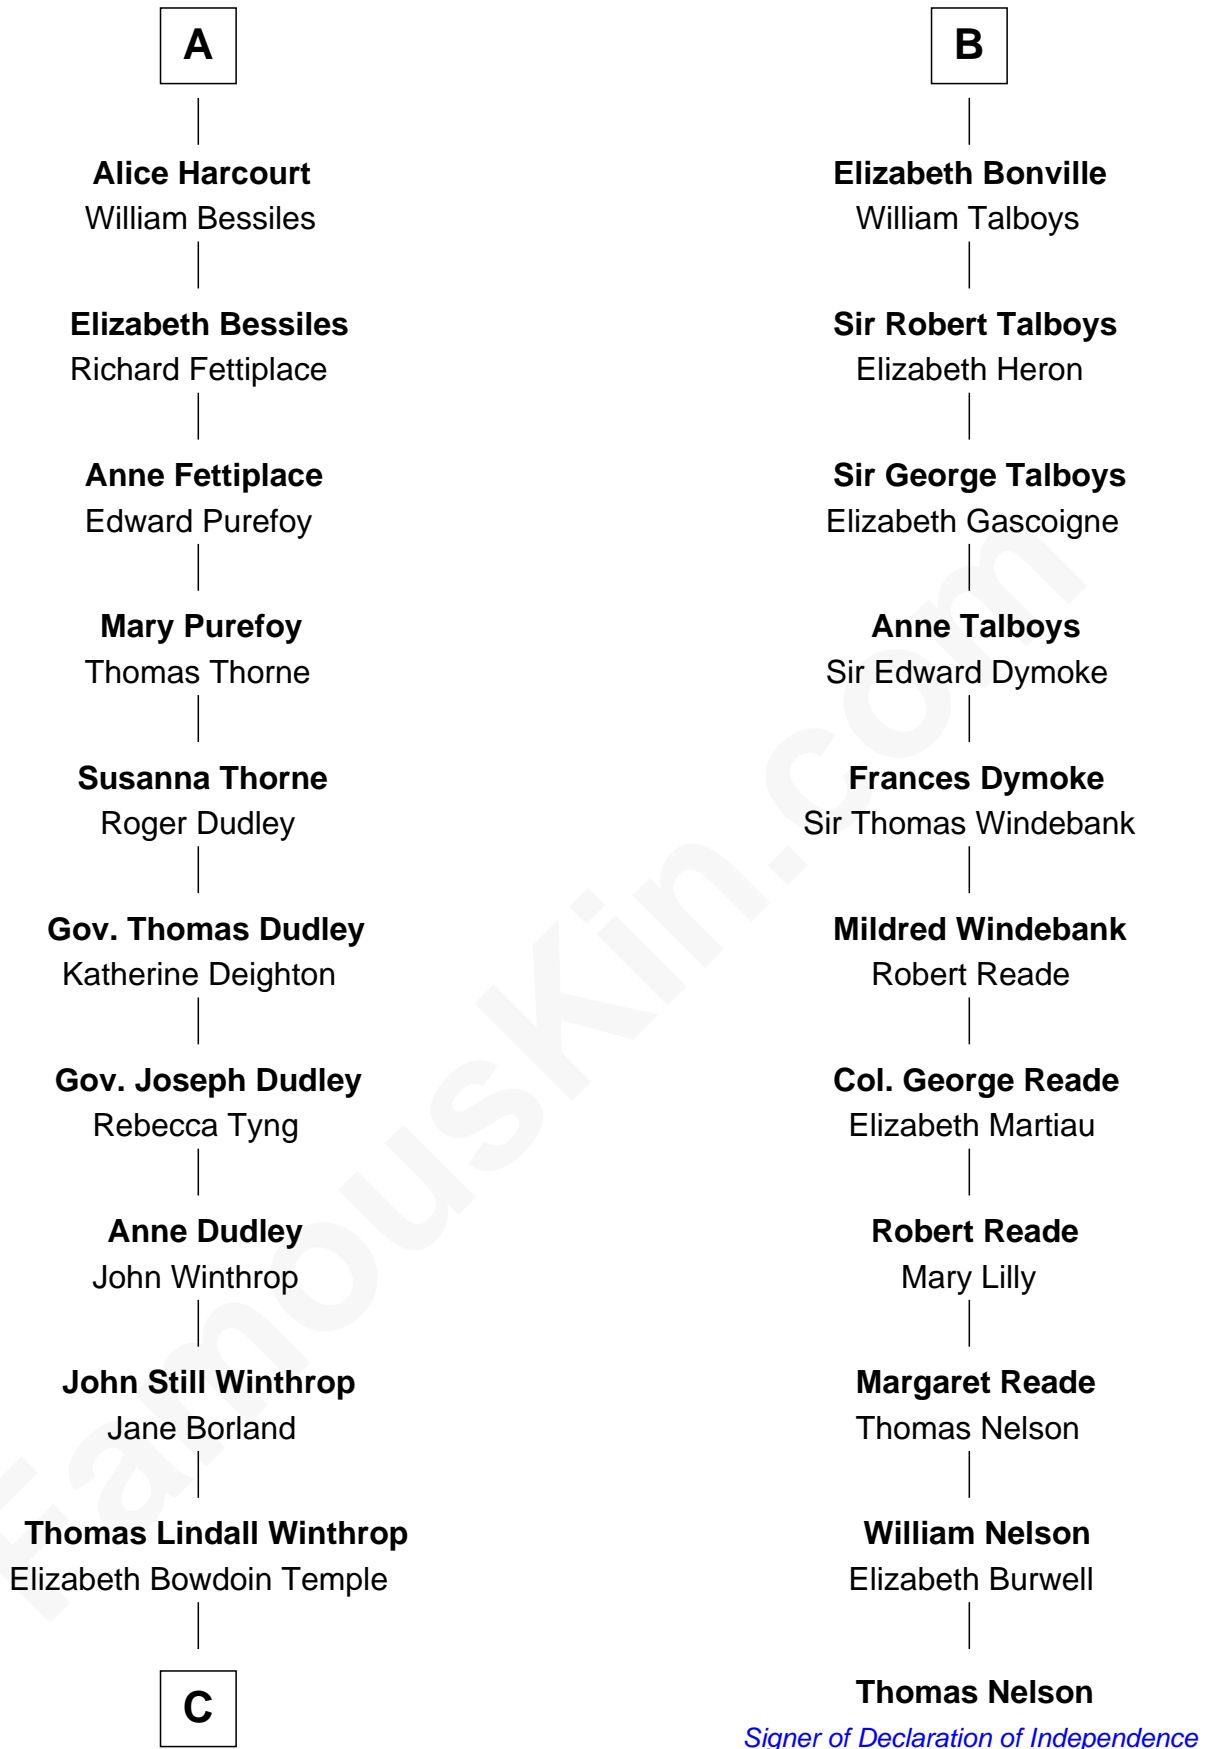 A
Alice Harcourt
William Bessiles
Elizabeth Bessiles
Richard Fettiplace
Anne Fettiplace
Edward Purefoy
Mary Purefoy
Thomas Thorne
Susanna Thorne
Roger Dudley
Gov. Thomas Dudley
Katherine Deighton
Gov. Joseph Dudley
Rebecca Tyng
Anne Dudley
John Winthrop
John Still Winthrop
Jane Borland
Thomas Lindall Winthrop
Elizabeth Bowdoin Temple
C
B
Elizabeth Bonville
William Talboys
Sir Robert Talboys
Elizabeth Heron
Sir George Talboys
Elizabeth Gascoigne
Anne Talboys
Sir Edward Dymoke
Frances Dymoke
Sir Thomas Windebank
Mildred Windebank
Robert Reade
Col. George Reade
Elizabeth Martiau
Robert Reade
Mary Lilly
Margaret Reade
Thomas Nelson
William Nelson
Elizabeth Burwell
Thomas Nelson
Signer of Declaration of Independence
FamousKin.com